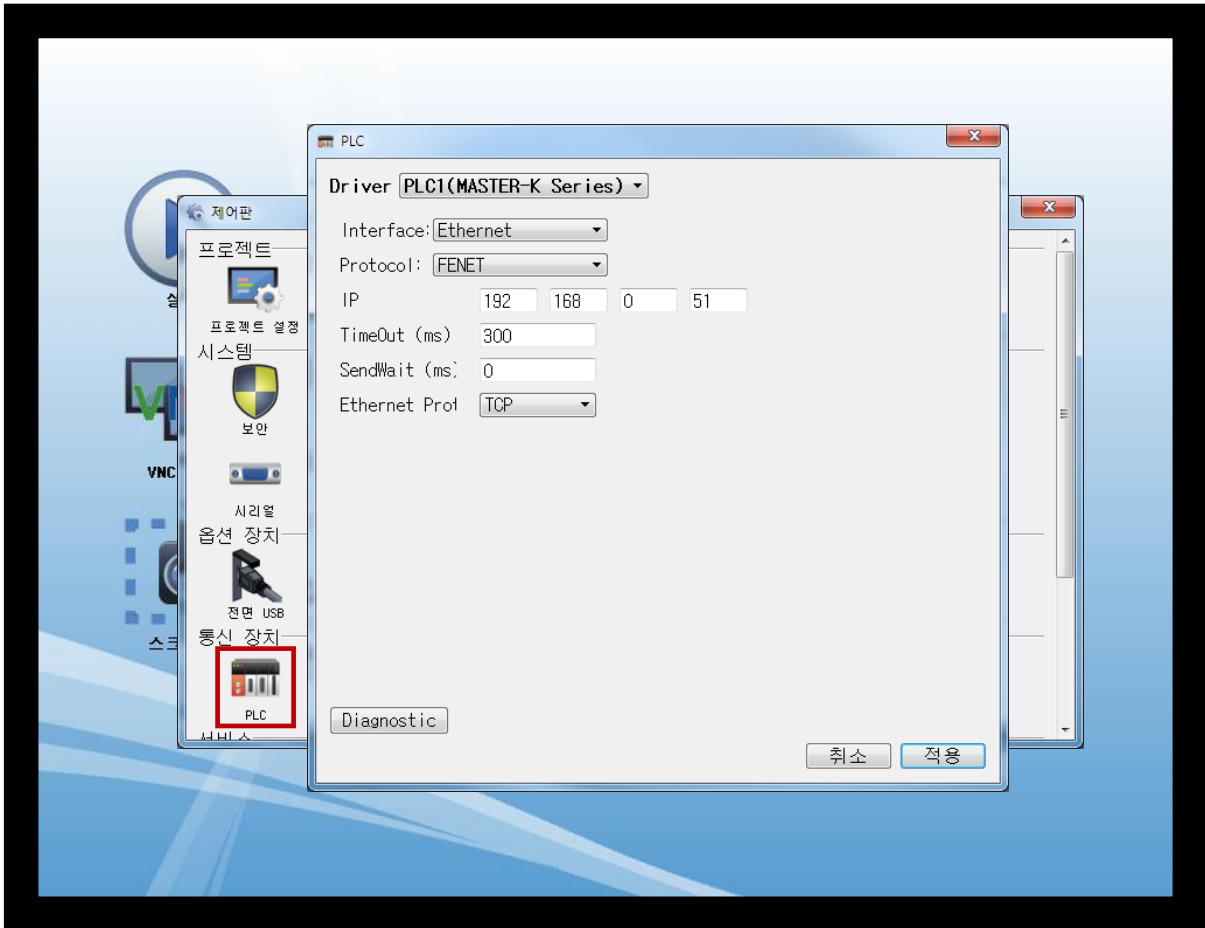 PLC
Driver PLC1(MASTER-K Series)
제어판
Interface: Ethernet
프로젝트
Protocol: FENET
IP 192 168 0 51
프로젝트 설정
TimeOut (ms) 300
시스템
SendWait (ms) 0
Ethernet Prot TCP
보안
VNC
시리얼
옵션 장치
전면 USB
통신 장치
PLC
Diagnostic
서비스
취소 적용